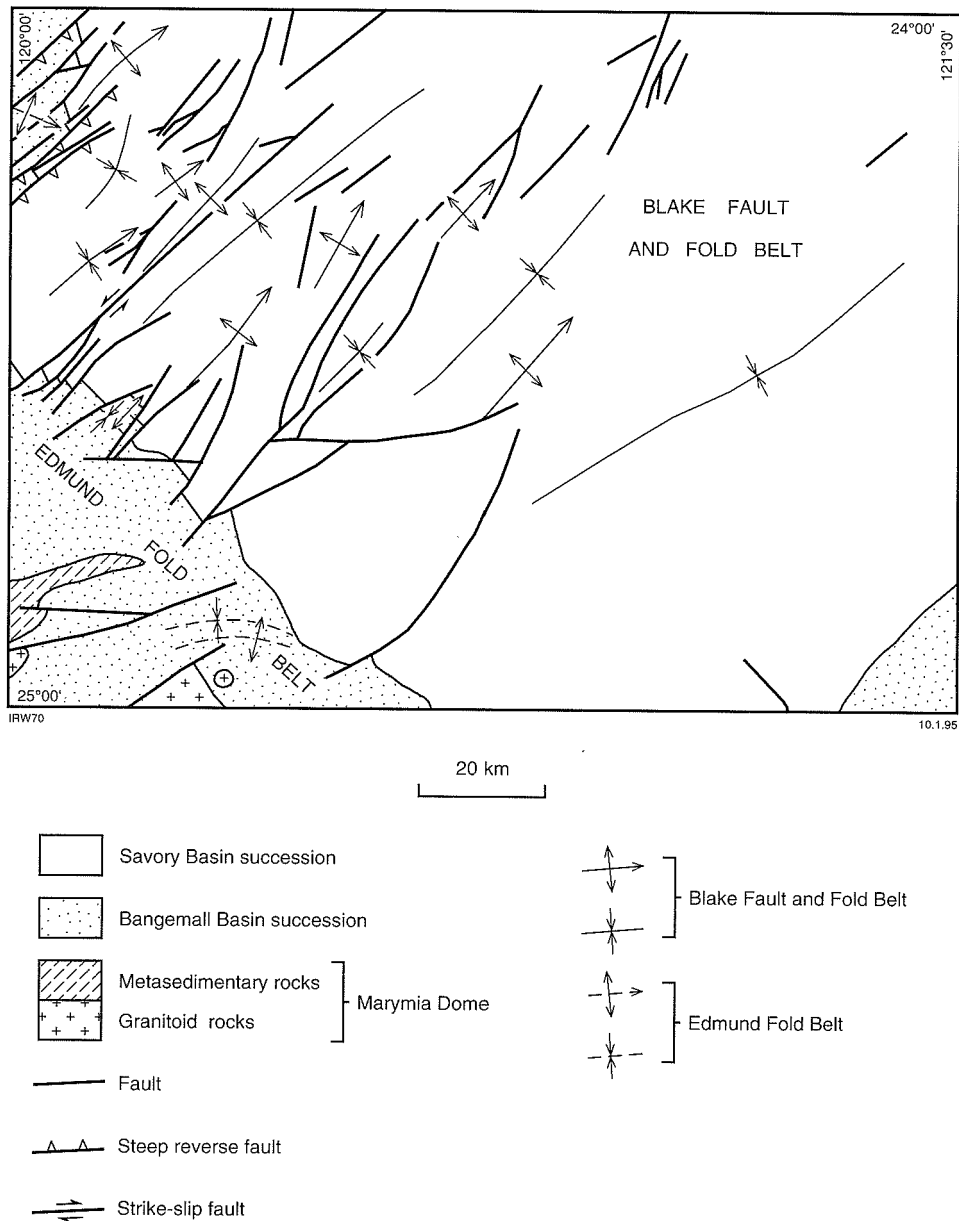 120°00'
24°00'
121°30'
BLAKE FAULT
AND FOLD BELT
EDMUND
FOLD
BELT
25°00'
IRW70
10.1.95
20 km
Savory Basin succession
Bangemall Basin succession
Metasedimentary rocks
Granitoid rocks
Marymia Dome
Fault
Steep reverse fault
Strike-slip fault
Blake Fault and Fold Belt
Edmund Fold Belt